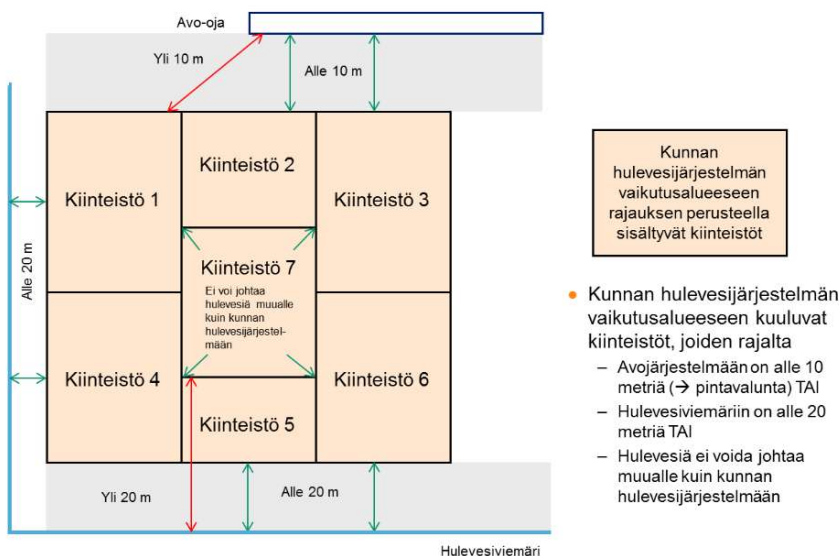 Avo-oja
Yli 10 m
Alle 10 m
Kiinteistö 1
Kiinteistö 2
Kiinteistö 3
Alle 20 m
Kiinteistö 7
Ei voi johtaa
hulevesiä muualle
kuin kunnan
hulevesijärjestel-
mään
Kiinteistö 4
Kiinteistö 5
Kiinteistö 6
Yli 20 m
Alle 20 m
Hulevesiviemäri
Kunnan
hulevesijärjestelmän
vaikutusalueeseen
rajauksen perusteella
sisältyvät kiinteistöt
• Kunnan hulevesijärjestelmän
vaikutusalueeseen kuuluvat
kiinteistöt, joiden rajalta
– Avojärjestelmään on alle 10
metriä (→ pintavalunta) TAI
– Hulevesiviemäriin on alle 20
metriä TAI
– Hulevesiä ei voida johtaa
muualle kuin kunnan
hulevesijärjestelmään